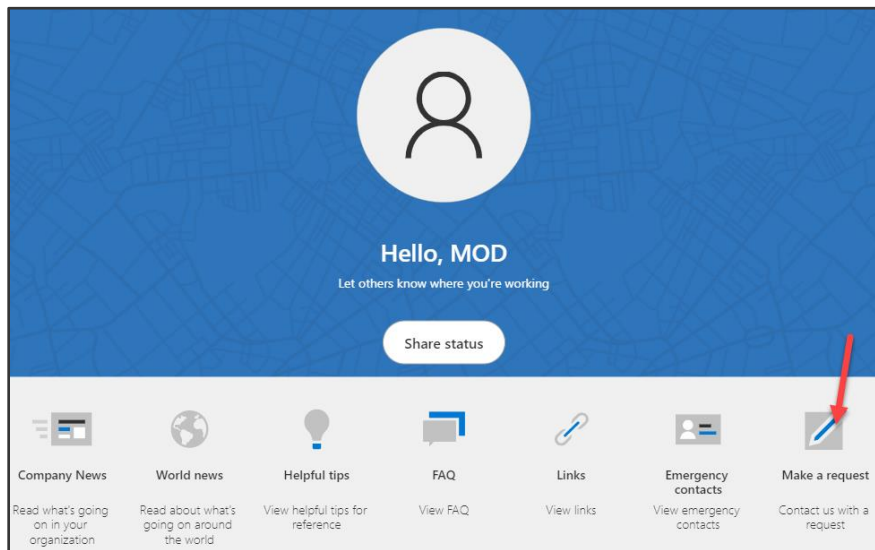 Hello, MOD
Let others know where you're working
Share status
Company News
Read what's going
on in your
organization
World news
Read about what's
going on around
the world
Helpful tips
View helpful tips for
reference
FAQ
View FAQ
Links
View links
Emergency
contacts
View emergency
contacts
Make a request
Contact us with a
request